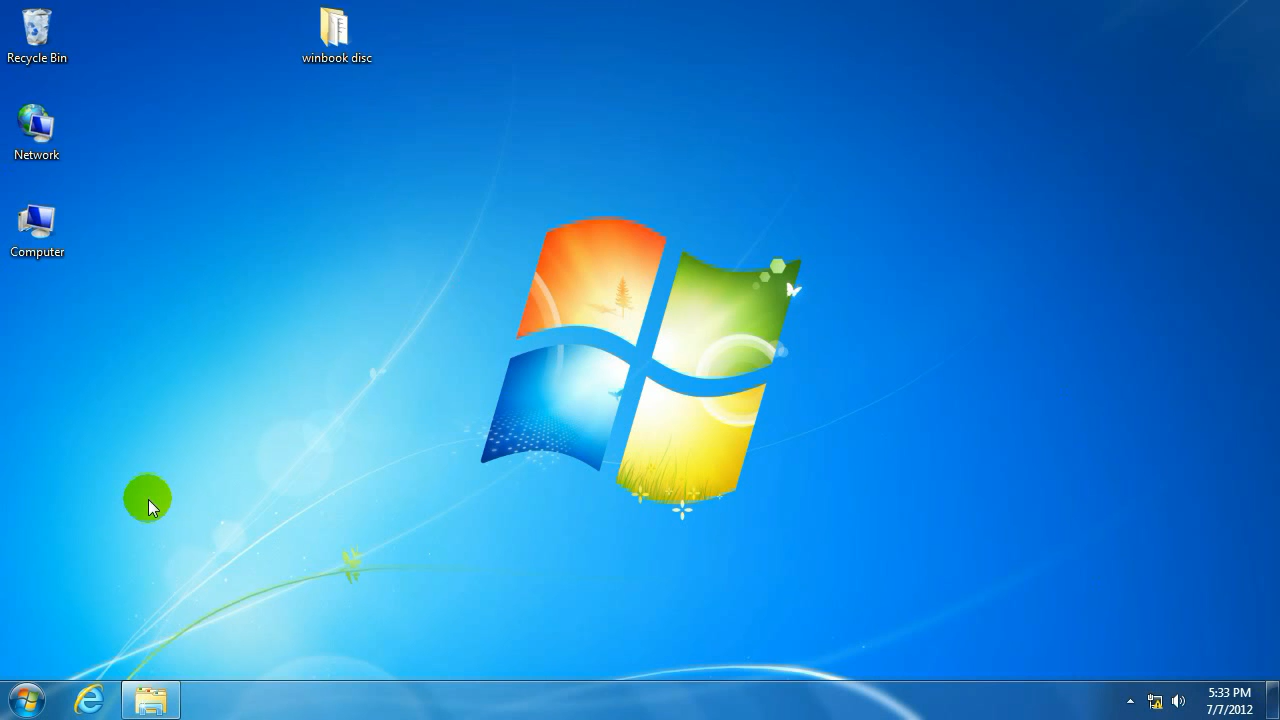 Recycle Bin
winbook disc
Network
Computer
5:33 PM
7/7/2012